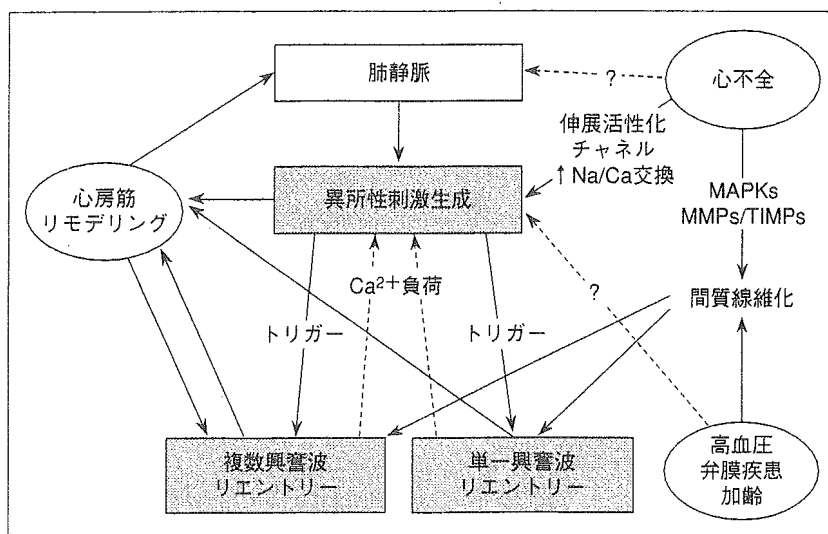 肺静脈
?
心不全
伸展活性化
チャネル
↑Na/Ca交換
心房筋
リモデリング
異所性刺激生成
MAPKs
MMPs/TIMPs
Ca2+負荷
?
間質線維化
トリガー
トリガー
複数興奮波
リエントリー
単一興奮波
リエントリー
高血圧
弁膜疾患
加齢